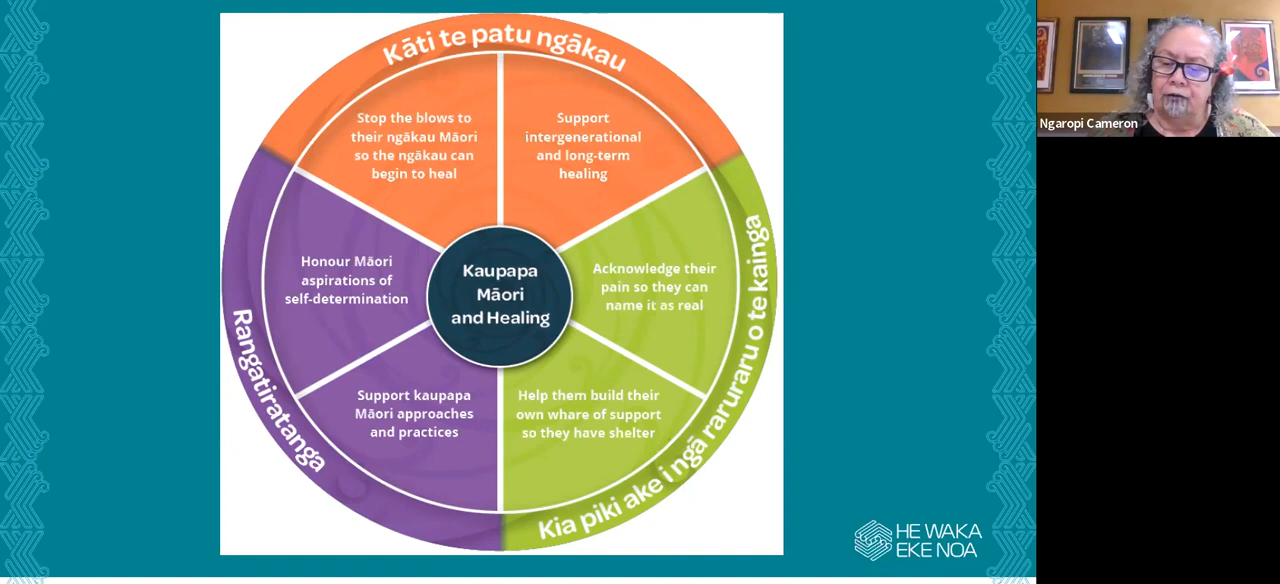 Kāti te patu ngākau
Stop the blows to
their ngākau Māori
so the ngākau can
begin to heal
Support
intergenerational
and long-term
healing
Honour Māori
aspirations of
self-determination
Kaupapa
Māori
and Healing
Acknowledge their
pain so they can
name it as real
Support kaupapa
Māori approaches
and practices
Help them build their
own whare of support
so they have shelter
Rangatiratanga
Kia piki ake i ngā raruraru o te kainga
HE WAKA
EKE NOA
Ngaropi Cameron